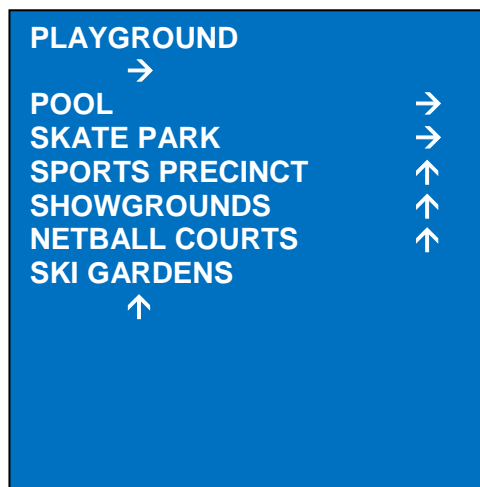 PLAYGROUND
→
POOL →
SKATE PARK →
SPORTS PRECINCT ↑
SHOWGROUNDS ↑
NETBALL COURTS ↑
SKI GARDENS
↑